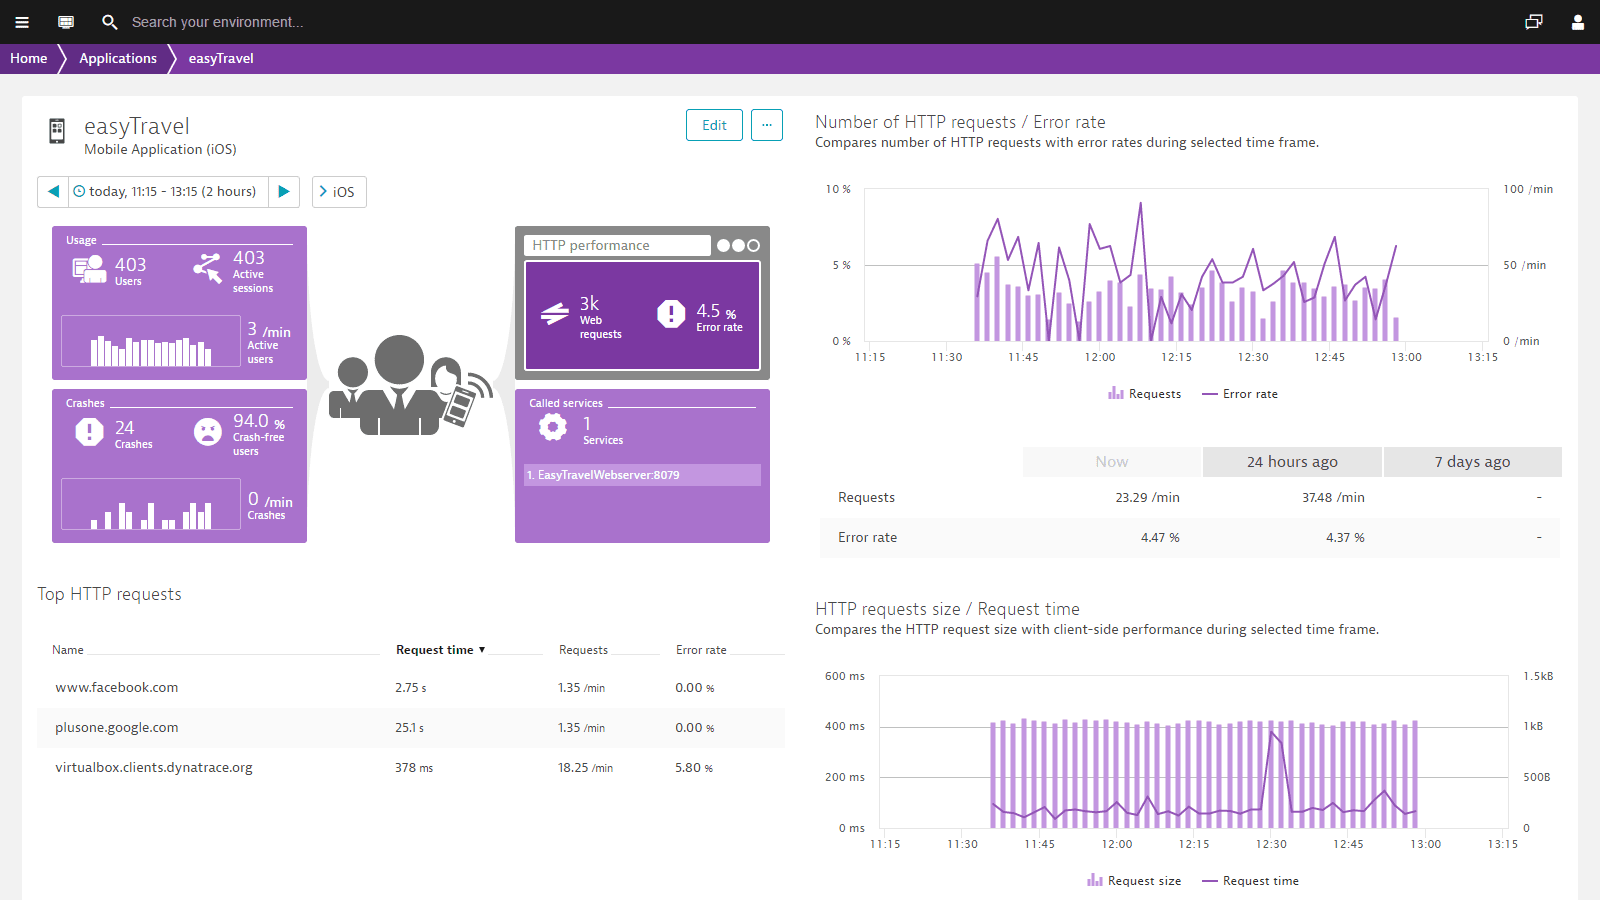 Search your environment...
Home
Applications
easyTravel
easyTravel
Mobile Application (iOS)
Edit
...
today, 11:15 - 13:15 (2 hours)
iOS
Usage
403
Users
403
Active
sessions
3 /min
Active
users
Crashes
24
Crashes
94.0 %
Crash-free
users
0 /min
Crashes
HTTP performance
3k
Web
requests
4.5 %
Error rate
Called services
1
Services
1. EasyTravelWebserver:8079
Top HTTP requests
Name Request time ▼ Requests Error rate
www.facebook.com 2.75 s 1.35 /min 0.00 %
plusone.google.com 25.1 s 1.35 /min 0.00 %
virtualbox.clients.dynatrace.org 378 ms 18.25 /min 5.80 %
Number of HTTP requests / Error rate
Compares number of HTTP requests with error rates during selected time frame.
10 % 100 /min
5 % 50 /min
0 % 0 /min
11:15 11:30 11:45 12:00 12:15 12:30 12:45 13:00 13:15
Requests Error rate
Now 24 hours ago 7 days ago
Requests 23.29 /min 37.48 /min -
Error rate 4.47 % 4.37 % -
HTTP requests size / Request time
Compares the HTTP request size with client-side performance during selected time frame.
600 ms 1.5kB
400 ms 1kB
200 ms 500B
0 ms 0
11:15 11:30 11:45 12:00 12:15 12:30 12:45 13:00 13:15
Request size Request time